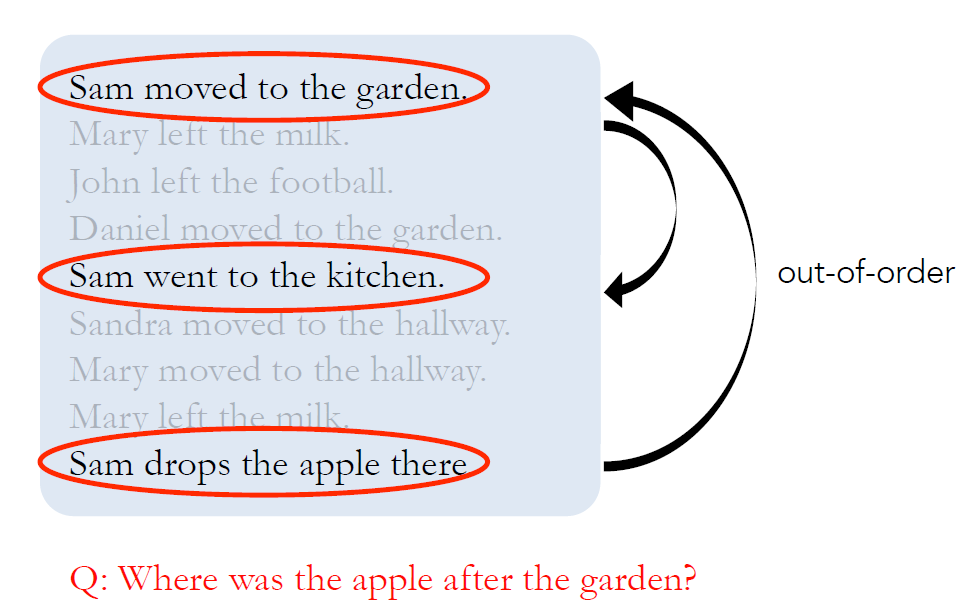 Sam moved to the garden.
Mary left the milk.
John left the football.
Daniel moved to the garden.
Sam went to the kitchen.
Sandra moved to the hallway.
Mary moved to the hallway.
Mary left the milk.
Sam drops the apple there
out-of-order
Q: Where was the apple after the garden?